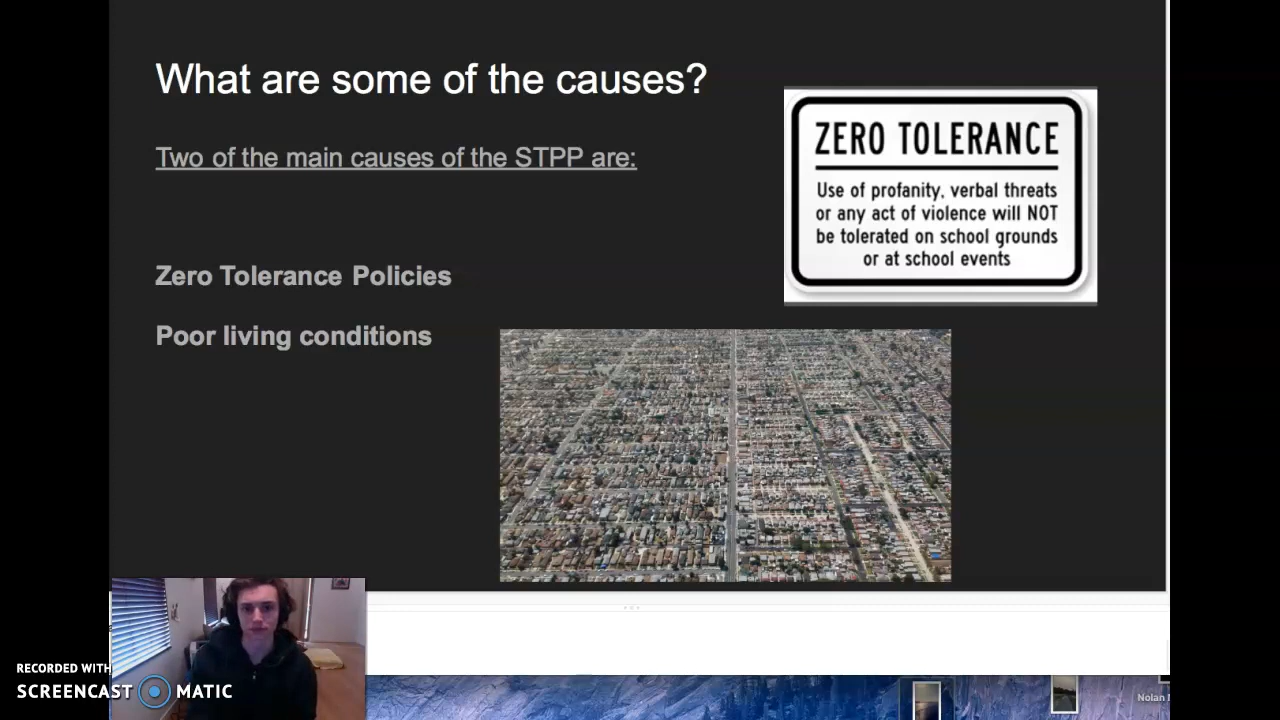 What are some of the causes?
Two of the main causes of the STPP are:
Zero Tolerance Policies
Poor living conditions
ZERO TOLERANCE
Use of profanity, verbal threats
or any act of violence will NOT
be tolerated on school grounds
or at school events
RECORDED WITH
SCREENCAST MATIC
Nolan